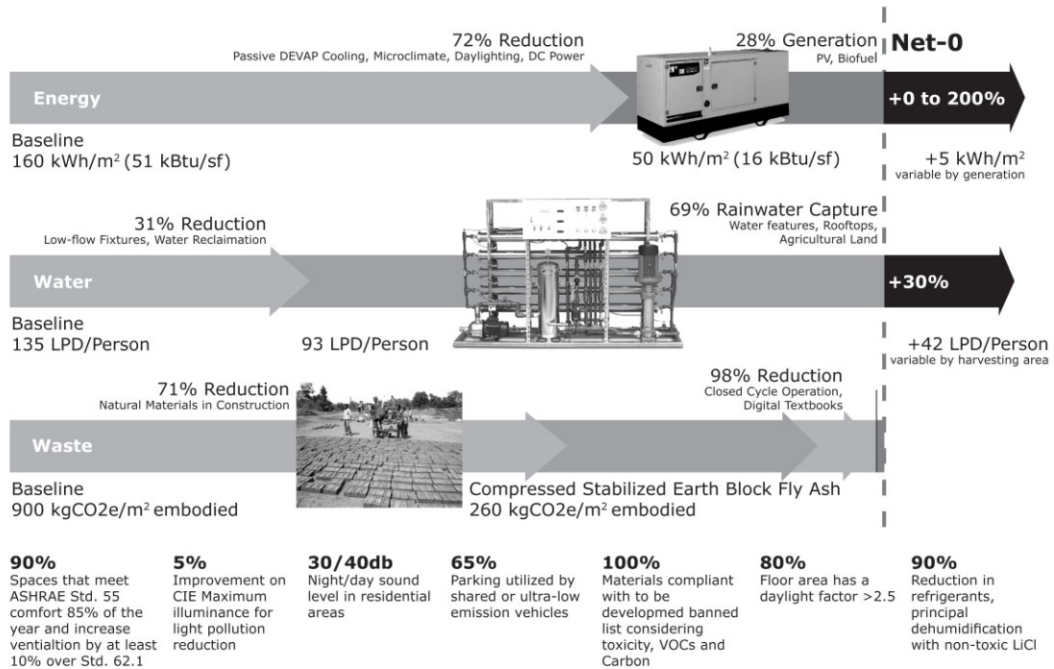 72% Reduction
Passive DEVAP Cooling, Microclimate, Daylighting, DC Power
28% Generation
PV, Biofuel
Net-0
Energy
+0 to 200%
Baseline
160 kWh/m² (51 kBtu/sf)
50 kWh/m² (16 kBtu/sf)
+5 kWh/m²
variable by generation
31% Reduction
Low-flow Fixtures, Water Reclaimation
69% Rainwater Capture
Water features, Rooftops,
Agricultural Land
Water
+30%
Baseline
135 LPD/Person
93 LPD/Person
+42 LPD/Person
variable by harvesting area
71% Reduction
Natural Materials in Construction
98% Reduction
Closed Cycle Operation,
Digital Textbooks
Waste
Baseline
900 kgCO2e/m² embodied
Compressed Stabilized Earth Block Fly Ash
260 kgCO2e/m² embodied
90%
Spaces that meet
ASHRAE Std. 55
comfort 85% of the
year and increase
ventialtion by at least
10% over Std. 62.1
5%
Improvement on
CIE Maximum
illuminance for
light pollution
reduction
30/40db
Night/day sound
level in residential
areas
65%
Parking utilized by
shared or ultra-low
emission vehicles
100%
Materials compliant
with to be
developmed banned
list considering
toxicity, VOCs and
Carbon
80%
Floor area has a
daylight factor >2.5
90%
Reduction in
refrigerants,
principal
dehumidification
with non-toxic LiCl